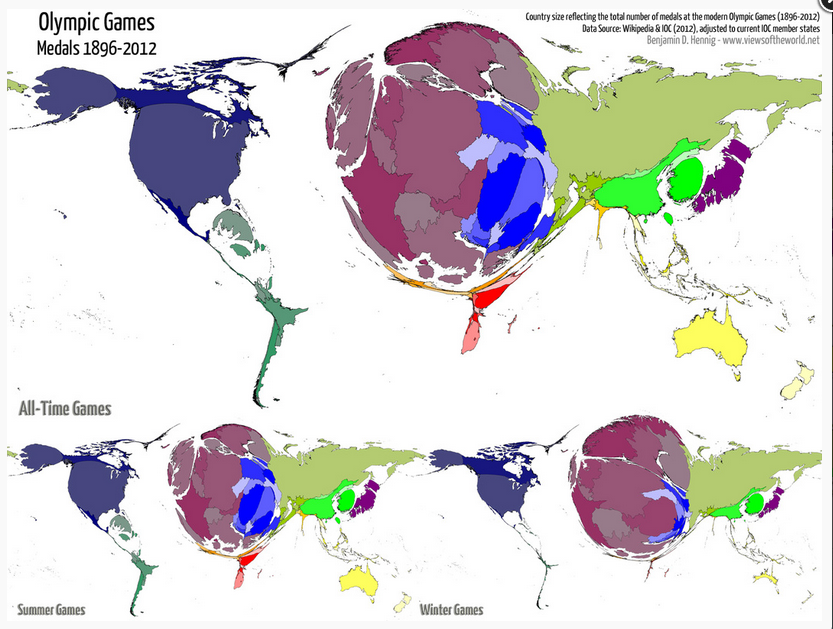 Olympic Games
Medals 1896-2012
Country size reflecting the total number of medals at the modern Olympic Games (1896-2012)
Data Source: Wikipedia & IOC (2012), adjusted to current IOC member states
Benjamin D. Hennig - www.viewsoftheworld.net
All-Time Games
Summer Games
Winter Games